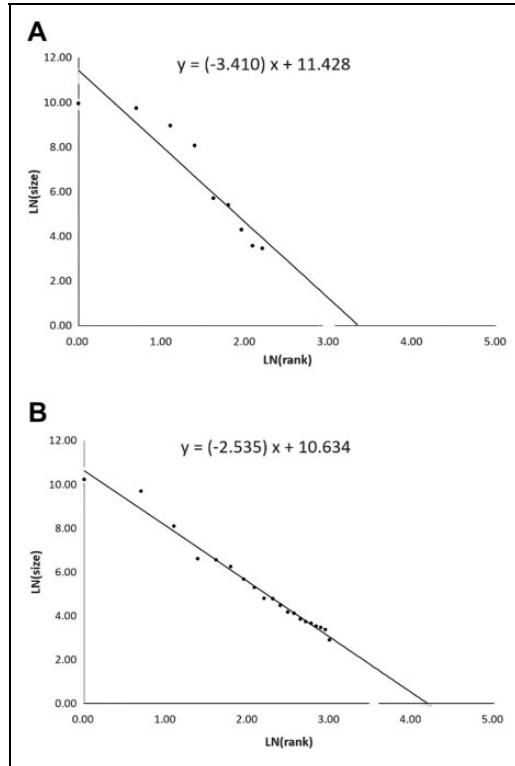 A
y = (-3.410) x + 11.428
12.00
10.00
8.00
6.00
4.00
2.00
0.00
LN(size)
0.00 1.00 2.00 3.00 4.00 5.00
LN(rank)
B
y = (-2.535) x + 10.634
12.00
10.00
8.00
6.00
4.00
2.00
0.00
LN(size)
0.00 1.00 2.00 3.00 4.00 5.00
LN(rank)